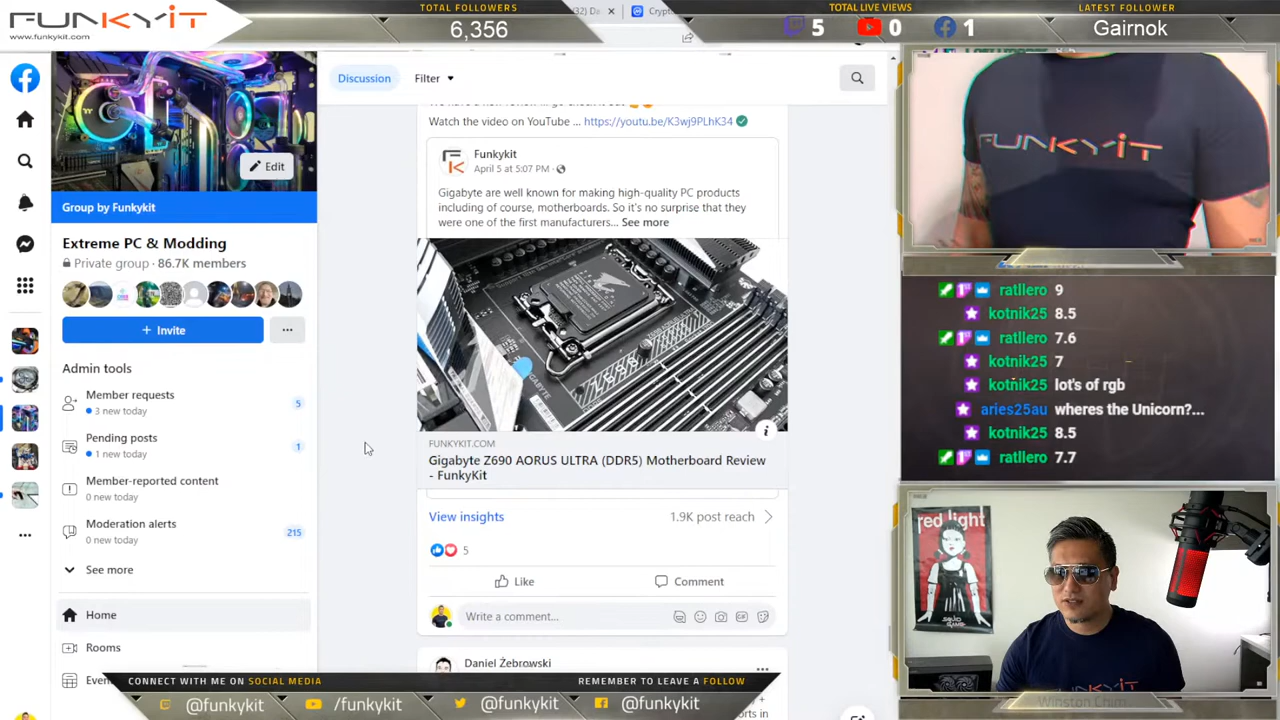 FUNKYIT
www.funkykit.com
TOTAL FOLLOWERS
6,356
(32) Da
Crypt
TOTAL LIVE VIEWS
5
0
1
LATEST FOLLOWER
Gairnok
Edit
Group by Funkykit
Extreme PC & Modding
Private group · 86.7K members
Invite
Admin tools
Member requests
3 new today
5
Pending posts
1 new today
1
Member-reported content
0 new today
Moderation alerts
0 new today
215
See more
Home
Rooms
Discussion
Filter
Watch the video on YouTube ... https://youtu.be/K3wj9PLhK34
Funkykit
April 5 at 5:07 PM ·
Gigabyte are well known for making high-quality PC products
including of course, motherboards. So it's no surprise that they
were one of the first manufacturers... See more
FUNKYKIT.COM
Gigabyte Z690 AORUS ULTRA (DDR5) Motherboard Review
- FunkyKit
View insights
1.9K post reach
5
Like
Comment
Write a comment...
Daniel Żebrowski
FUNKYIT
ratllero 9
kotnik25 8.5
ratllero 7.6
kotnik25 7
kotnik25 lot's of rgb
aries25au wheres the Unicorn?...
kotnik25 8.5
ratllero 7.7
red light
SQUID
GAME
CONNECT WITH ME ON SOCIAL MEDIA
REMEMBER TO LEAVE A FOLLOW
@funkykit
/funkykit
@funkykit
@funkykit